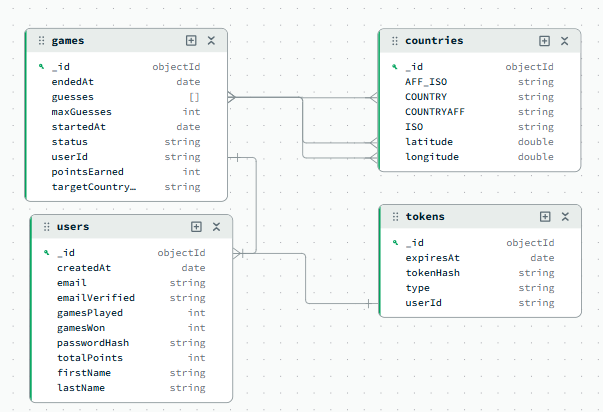 games
_id objectId
endedAt date
guesses []
maxGuesses int
startedAt date
status string
userId string
pointsEarned int
targetCountry… string
countries
_id objectId
AFF_ISO string
COUNTRY string
COUNTRYAFF string
ISO string
latitude double
longitude double
users
_id objectId
createdAt date
email string
emailVerified string
gamesPlayed int
gamesWon int
passwordHash string
totalPoints int
firstName string
lastName string
tokens
_id objectId
expiresAt date
tokenHash string
type string
userId string